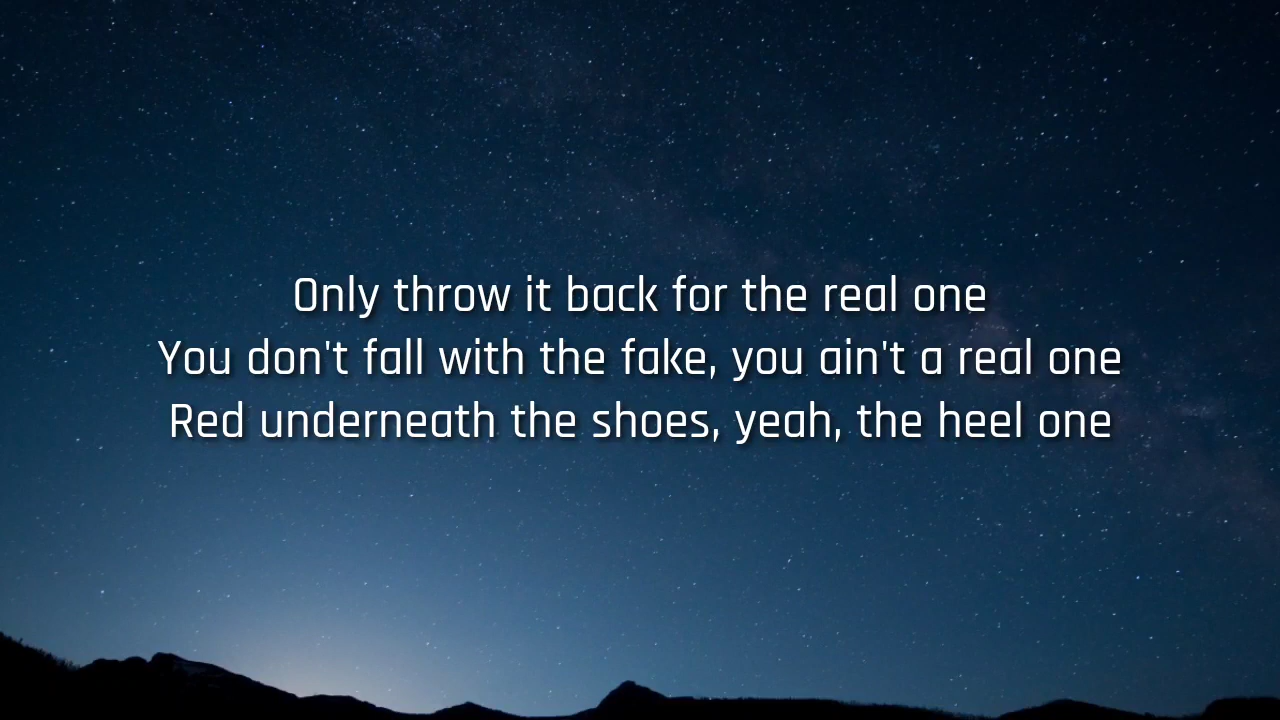 Only throw it back for the real one
You don't fall with the fake, you ain't a real one
Red underneath the shoes, yeah, the heel one